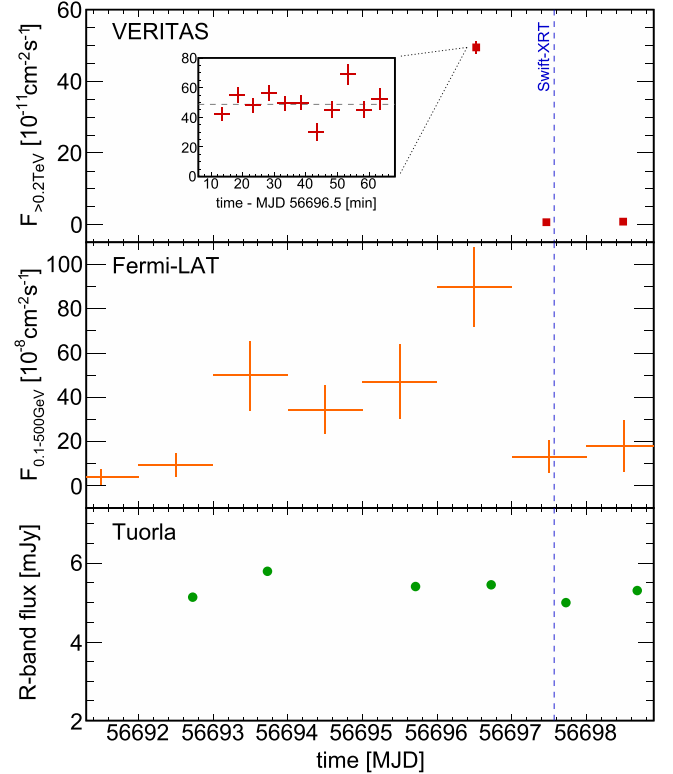 VERITAS
F>0.2TeV [10-11cm-2s-1]
60
40
20
0
80
60
40
20
0
10 20 30 40 50 60
time - MJD 56696.5 [min]
Swift-XRT
Fermi-LAT
F0.1-500GeV [10-8cm-2s-1]
100
80
60
40
20
0
Tuorla
R-band flux [mJy]
6
4
2
56692 56693 56694 56695 56696 56697 56698
time [MJD]